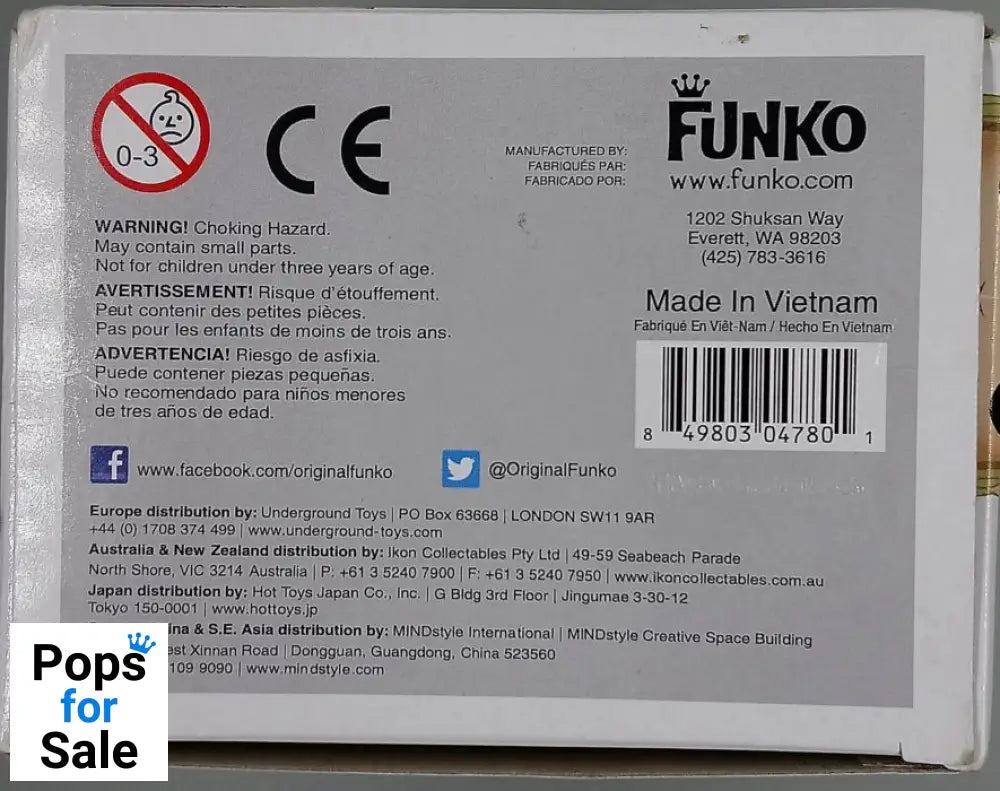 0-3
CE
MANUFACTURED BY:
FABRIQUÉS PAR:
FABRICADO POR:
FUNKO
www.funko.com
1202 Shuksan Way
Everett, WA 98203
(425) 783-3616
WARNING! Choking Hazard.
May contain small parts.
Not for children under three years of age.
AVERTISSEMENT! Risque d'étouffement.
Peut contenir des petites pièces.
Pas pour les enfants de moins de trois ans.
ADVERTENCIA! Riesgo de asfixia.
Puede contener piezas pequeñas.
No recomendado para niños menores
de tres años de edad.
Made In Vietnam
Fabriqué En Viêt-Nam / Hecho En Vietnam
8 49803 04780 1
f www.facebook.com/originalfunko
@OriginalFunko
Europe distribution by: Underground Toys | PO Box 63668 | LONDON SW11 9AR
+44 (0) 1708 374 499 | www.underground-toys.com
Australia & New Zealand distribution by: Ikon Collectables Pty Ltd | 49-59 Seabeach Parade
North Shore, VIC 3214 Australia | P: +61 3 5240 7900 | F: +61 3 5240 7950 | www.ikoncollectables.com.au
Japan distribution by: Hot Toys Japan Co., Inc. | G Bldg 3rd Floor | Jingumae 3-30-12
Tokyo 150-0001 | www.hottoys.jp
& S.E. Asia distribution by: MINDstyle International | MINDstyle Creative Space Building
Xinnan Road | Dongguan, Guangdong, China 523560
109 9090 | www.mindstyle.com
Pops
for
Sale